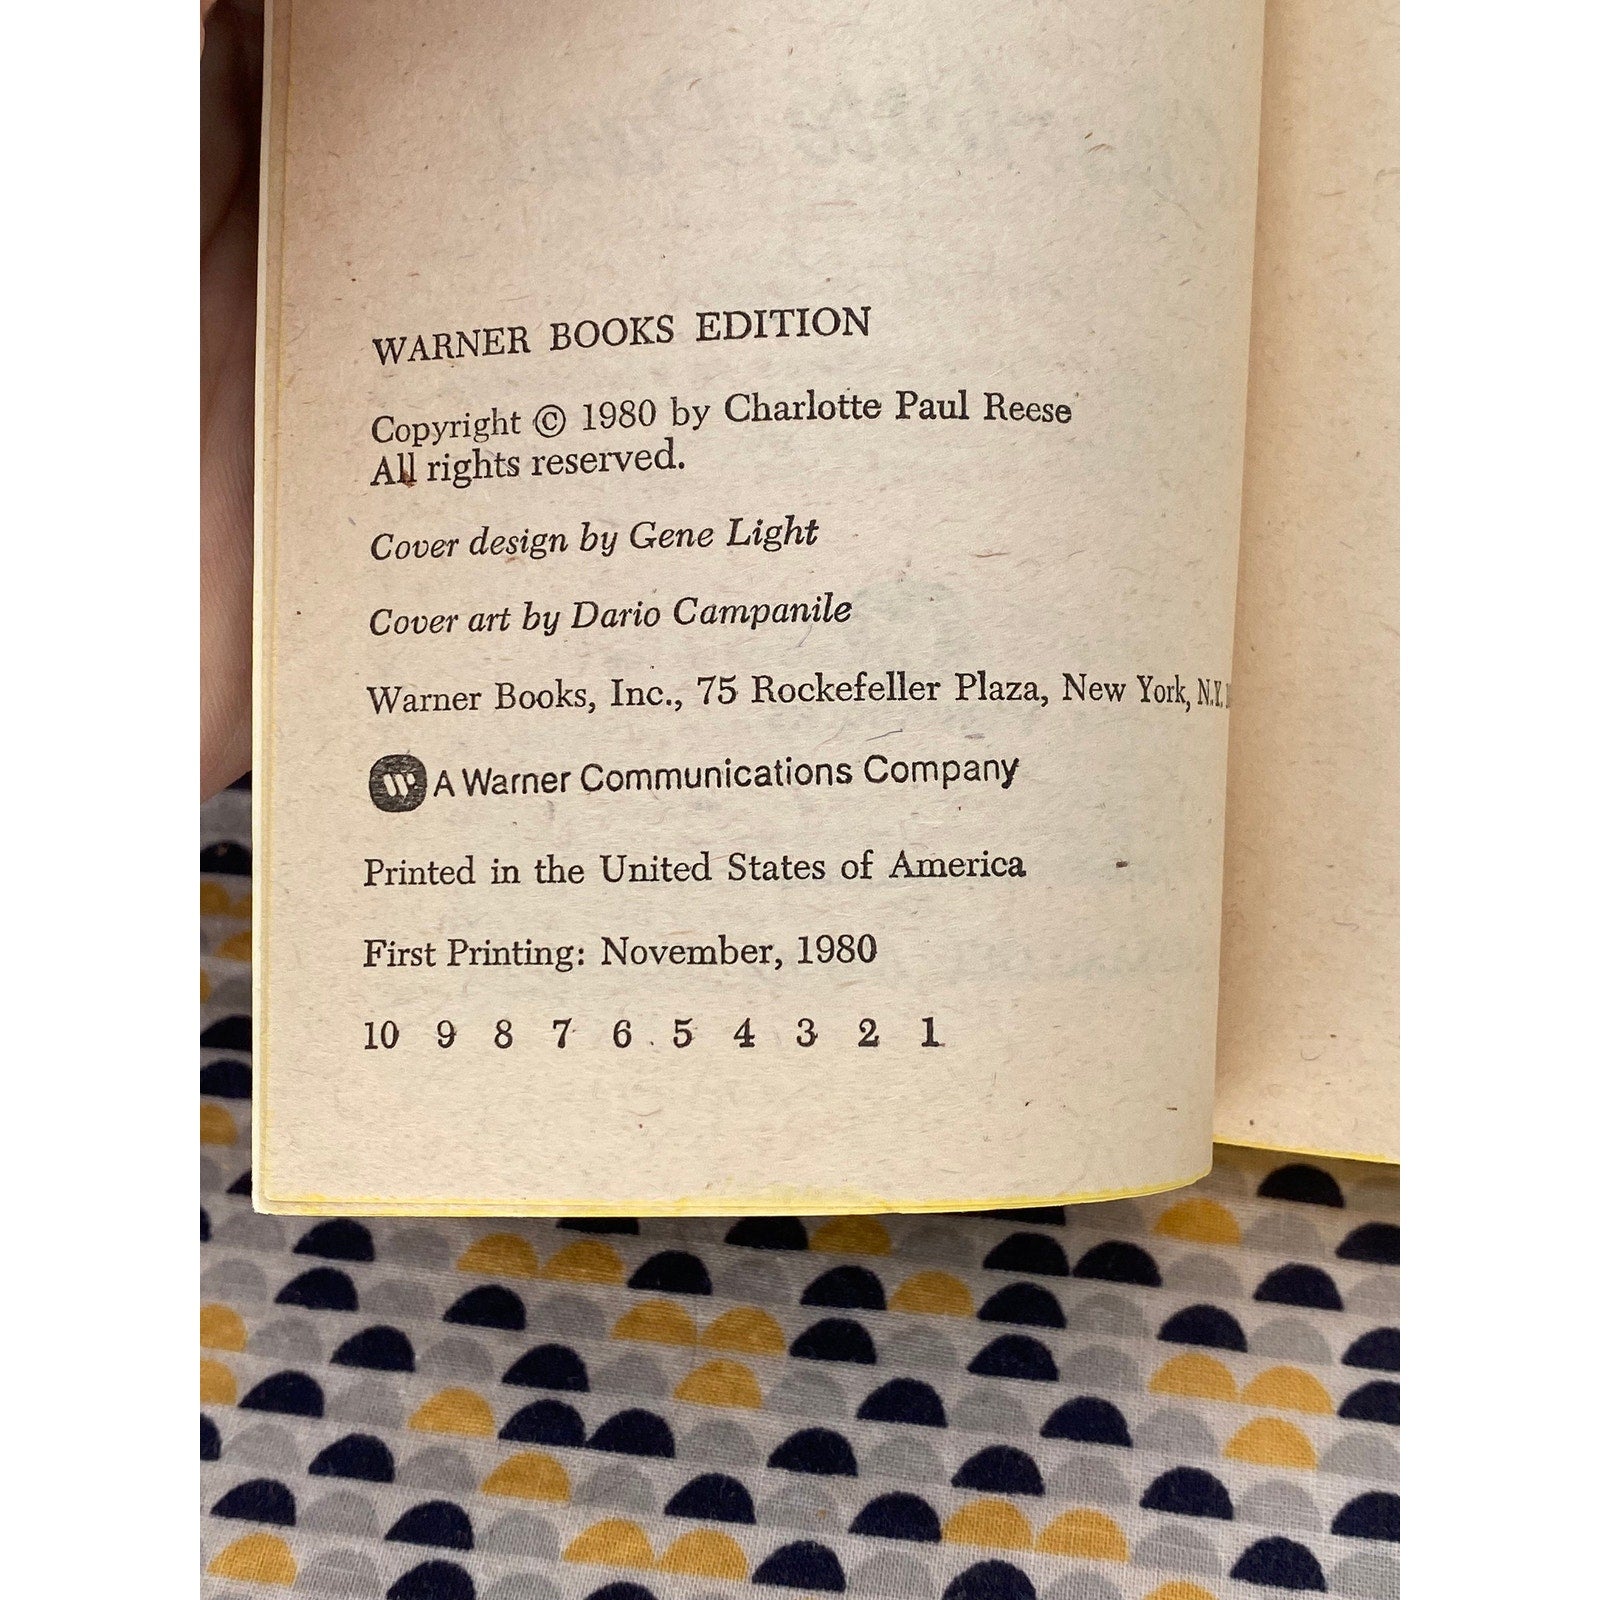 WARNER BOOKS EDITION
Copyright © 1980 by Charlotte Paul Reese
All rights reserved.
Cover design by Gene Light
Cover art by Dario Campanile
Warner Books, Inc., 75 Rockefeller Plaza, New York, N.Y.
W A Warner Communications Company
Printed in the United States of America
First Printing: November, 1980
10 9 8 7 6 5 4 3 2 1